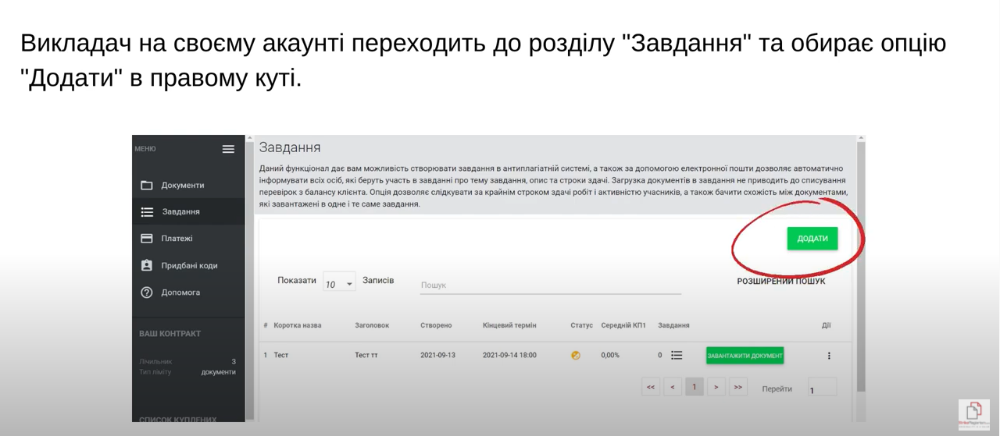 Викладач на своєму акаунті переходить до розділу "Завдання" та обирає опцію
"Додати" в правому куті.
МЕНЮ
Документи
Завдання
Платежі
Придбані коди
Допомога
ВАШ КОНТРАКТ
Лічильник 3
Тип ліміту документи
СПИСОК КУПЛЕНИХ
Завдання
Даний функціонал дає вам можливість створювати завдання в антиплагіатній системі, а також за допомогою електронної пошти дозволяє автоматично
інформувати всіх осіб, які беруть участь в завданні про тему завдання, опис та строки здачі. Загрузка документів в завдання не приводить до списування
перевірок з балансу клієнта. Опція дозволяє слідкувати за крайнім строком здачі робіт і активністю учасників, а також бачити схожість між документами,
які завантажені в одне і те саме завдання.
ДОДАТИ
Показати 10 Записів Пошук РОЗШИРЕНИЙ ПОШУК
# Коротка назва Заголовок Створено Кінцевий термін Статус Середній КП1 Завдання Дії
1 Тест Тест тт 2021-09-13 2021-09-14 18:00 0,00% 0 ЗАВАНТАЖИТИ ДОКУМЕНТ
<< < 1 > >> Перейти 1